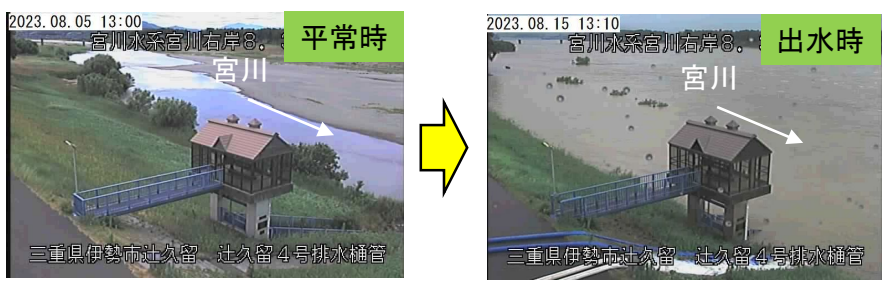 2023.08.05 13:00
平常時
宮川水系宮川右岸8.
宮川
三重県伊勢市辻久留 辻久留4号排水樋管
2023.08.15 13:10
出水時
宮川水系宮川右岸8.
宮川
三重県伊勢市辻久留 辻久留4号排水樋管